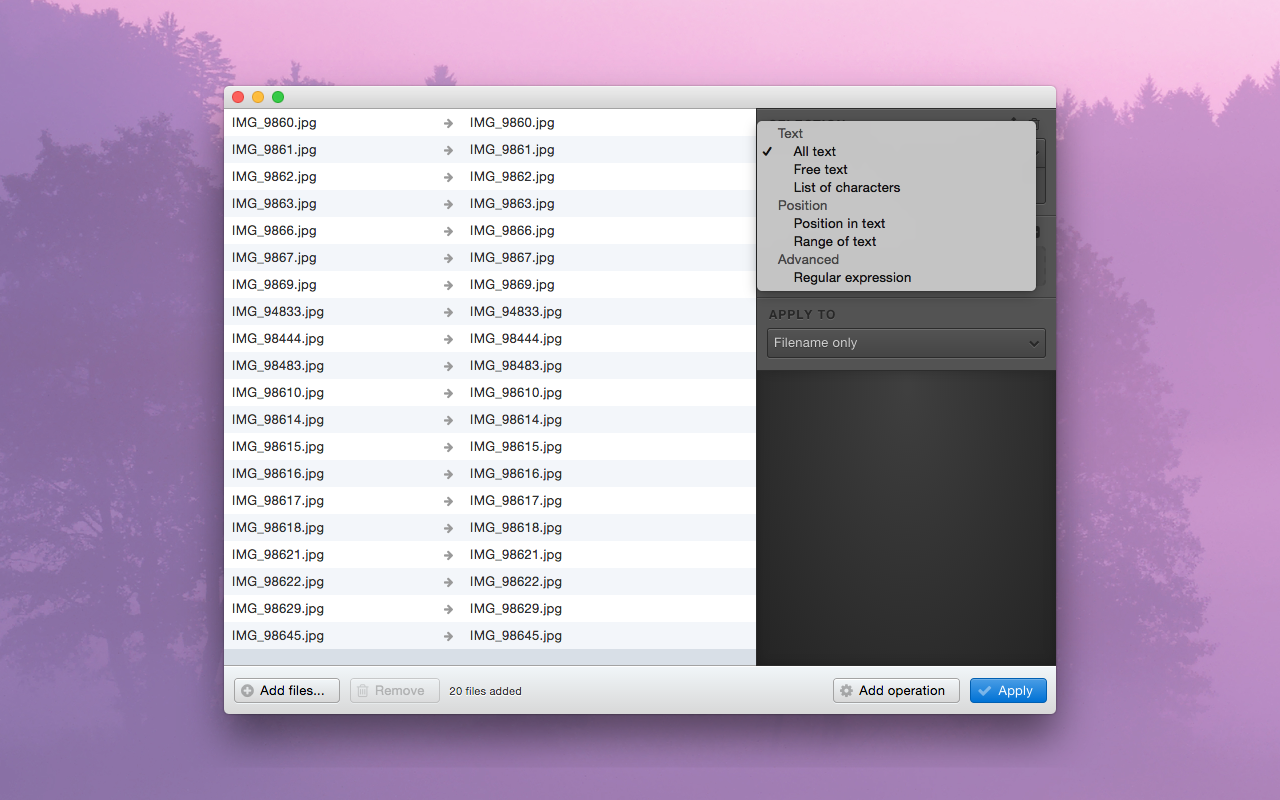 IMG_9860.jpg IMG_9860.jpg
IMG_9861.jpg IMG_9861.jpg
IMG_9862.jpg IMG_9862.jpg
IMG_9863.jpg IMG_9863.jpg
IMG_9866.jpg IMG_9866.jpg
IMG_9867.jpg IMG_9867.jpg
IMG_9869.jpg IMG_9869.jpg
IMG_94833.jpg IMG_94833.jpg
IMG_98444.jpg IMG_98444.jpg
IMG_98483.jpg IMG_98483.jpg
IMG_98610.jpg IMG_98610.jpg
IMG_98614.jpg IMG_98614.jpg
IMG_98615.jpg IMG_98615.jpg
IMG_98616.jpg IMG_98616.jpg
IMG_98617.jpg IMG_98617.jpg
IMG_98618.jpg IMG_98618.jpg
IMG_98621.jpg IMG_98621.jpg
IMG_98622.jpg IMG_98622.jpg
IMG_98629.jpg IMG_98629.jpg
IMG_98645.jpg IMG_98645.jpg
Text
All text
Free text
List of characters
Position
Position in text
Range of text
Advanced
Regular expression
APPLY TO
Filename only
Add files... Remove 20 files added Add operation Apply